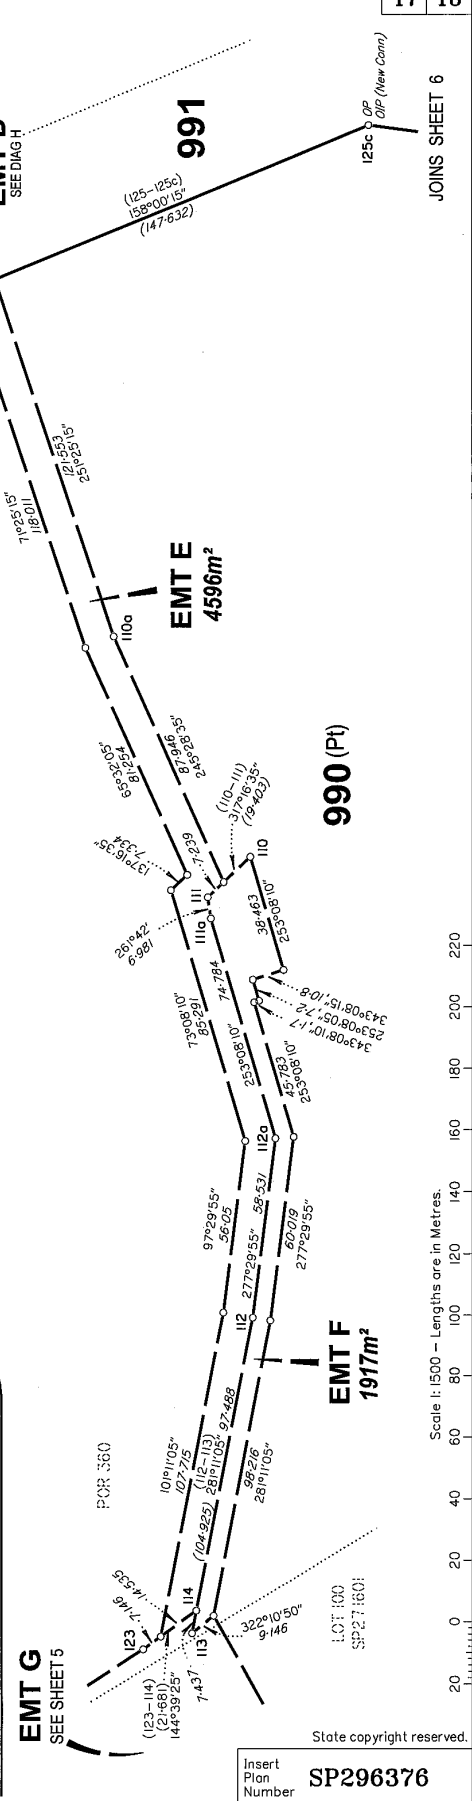 SEE DIAG H
991
(125-125c)
158°00'15"
(147·632)
125c
OP
OIP (New Conn)
JOINS SHEET 6
71°25'15"
118·011
121·553
251°25'15"
EMT E
4596m²
110a
65°32'05"
81·254
87·946
245°28'35"
(110-111)
317°16'35"
(19·403)
7·239
137°16'35"
7·334
111
110
990 (Pt)
261°42'
6·981
111a
38·463
253°08'10"
73°08'10"
85·291
74·784
253°08'10"
343°08'15", 10·8
253°08'05", 7·2
343°08'10", 1·7
45·783
253°08'10"
112a
97°29'55"
56·05
277°29'55"
58·531
60·019
277°29'55"
112
EMT F
1917m²
POR 360
101°11'05"
107·715
(112-113)
281°11'05"
(104·925)
97·488
98·216
281°11'05"
14·535
7·146
123
114
113
322°10'50"
9·146
7·437
(123-114)
(21·681)
144°39'25"
EMT G
SEE SHEET 5
LOT 100
SP271601
20 0 20 40 60 80 100 120 140 160 180 200 220
Scale 1: 1500 – Lengths are in Metres.
State copyright reserved.
Insert
Plan
Number
SP296376